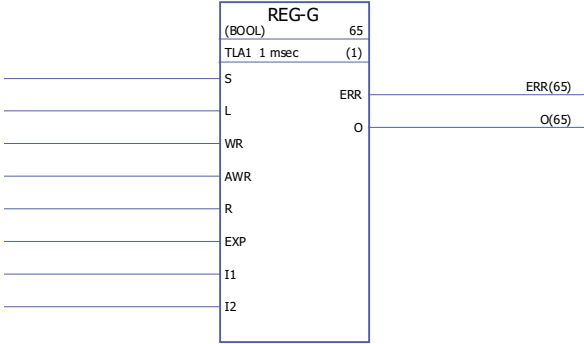 REG-G
(BOOL) 65
TLA1 1 msec (1)
S
ERR ERR(65)
L
O O(65)
WR
AWR
R
EXP
I1
I2